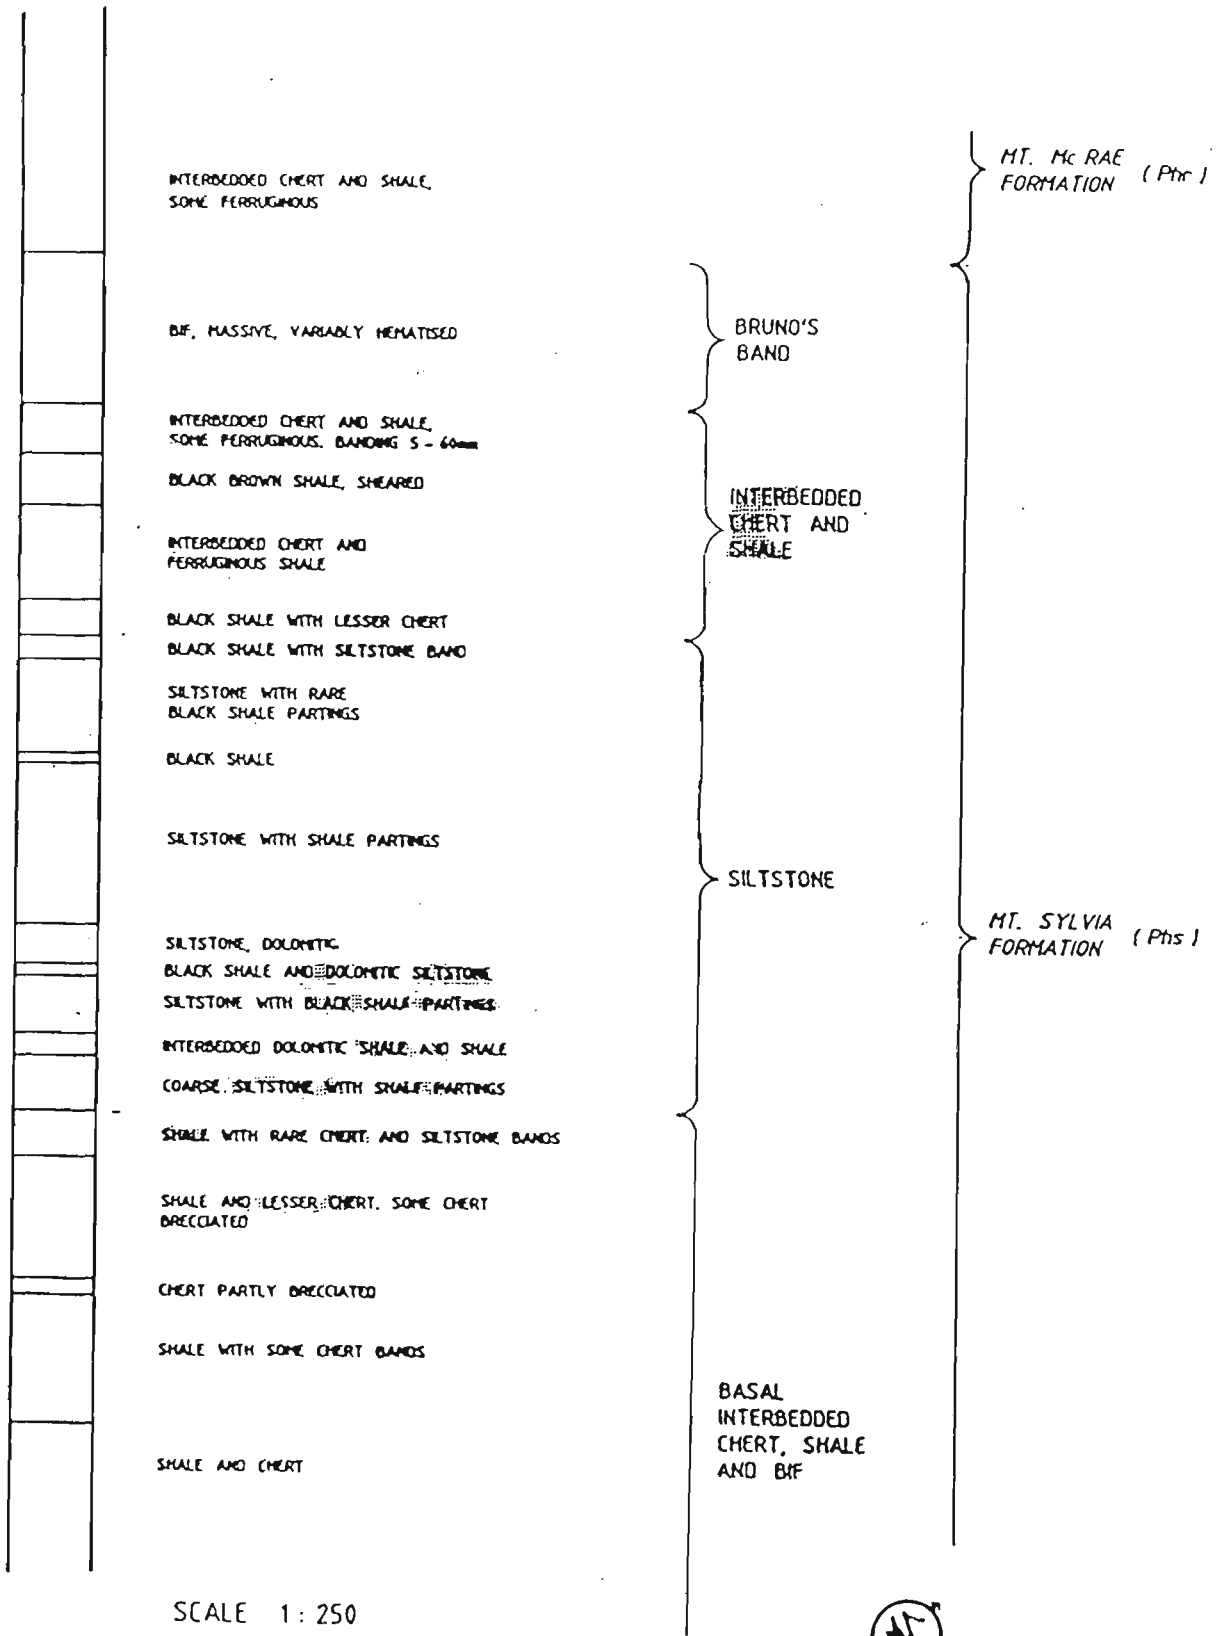 INTERBEDDED CHERT AND SHALE,
SOME FERRUGINOUS
BIF, MASSIVE, VARIABLY HEMATISED
INTERBEDDED CHERT AND SHALE,
SOME FERRUGINOUS. BANDING 5 - 60mm
BLACK BROWN SHALE, SHEARED
INTERBEDDED CHERT AND
FERRUGINOUS SHALE
BLACK SHALE WITH LESSER CHERT
BLACK SHALE WITH SILTSTONE BAND
SILTSTONE WITH RARE
BLACK SHALE PARTINGS
BLACK SHALE
SILTSTONE WITH SHALE PARTINGS
SILTSTONE, DOLOMITIC
BLACK SHALE AND DOLOMITIC SILTSTONE
SILTSTONE WITH BLACK SHALE PARTINGS
INTERBEDDED DOLOMITIC SHALE AND SHALE
COARSE SILTSTONE WITH SHALE PARTINGS
SHALE WITH RARE CHERT AND SILTSTONE BANDS
SHALE AND LESSER CHERT. SOME CHERT
BRECCIATED
CHERT PARTLY BRECCIATED
SHALE WITH SOME CHERT BANDS
SHALE AND CHERT
BRUNO'S
BAND
INTERBEDDED
CHERT AND
SHALE
SILTSTONE
BASAL
INTERBEDDED
CHERT, SHALE
AND BIF
MT. McRAE
FORMATION (Phr)
MT. SYLVIA
FORMATION (Phs)
SCALE 1 : 250